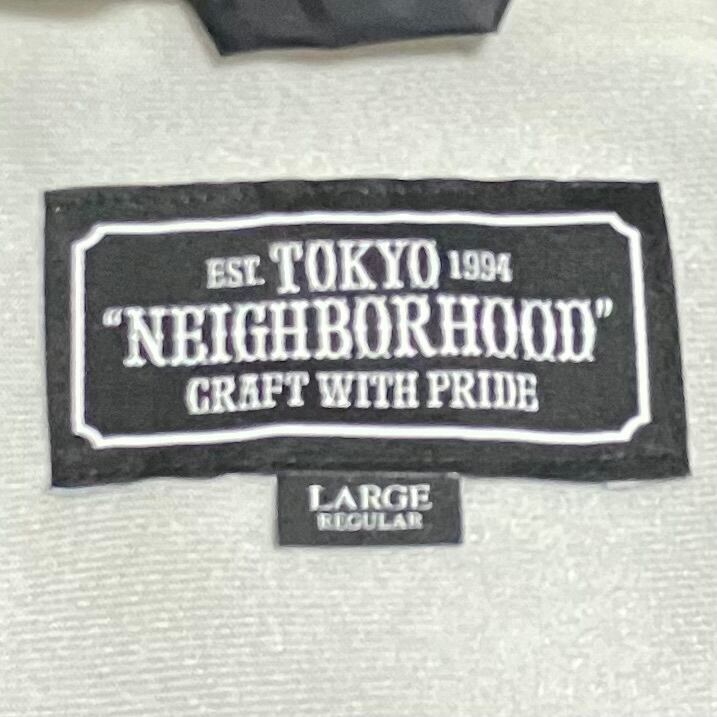 EST. TOKYO 1994
“NEIGHBORHOOD”
CRAFT WITH PRIDE
LARGE
REGULAR